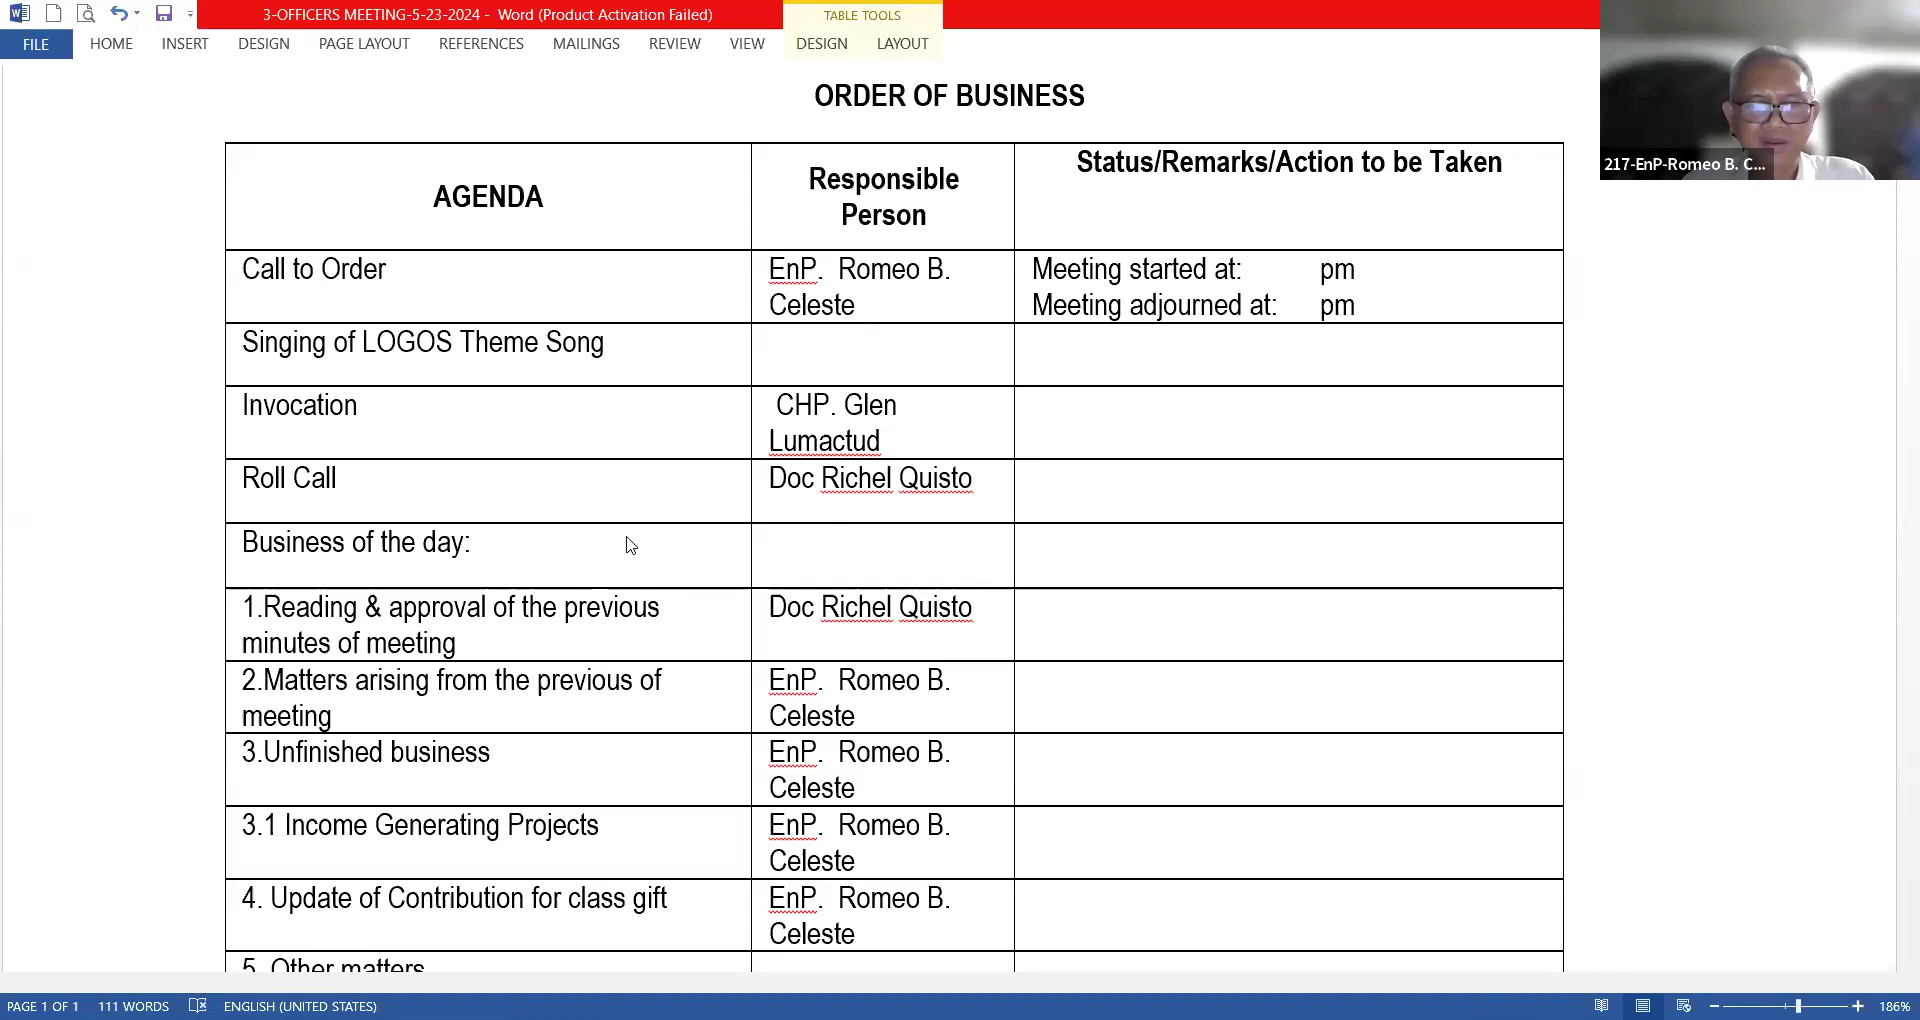 3-OFFICERS MEETING-5-23-2024 - Word (Product Activation Failed)
TABLE TOOLS
FILE HOME INSERT DESIGN PAGE LAYOUT REFERENCES MAILINGS REVIEW VIEW DESIGN LAYOUT
217-EnP-Romeo B. C...
ORDER OF BUSINESS
AGENDA
Responsible
Person
Status/Remarks/Action to be Taken
Call to Order
EnP. Romeo B.
Celeste
Meeting started at: pm
Meeting adjourned at: pm
Singing of LOGOS Theme Song
Invocation
CHP. Glen
Lumactud
Roll Call
Doc Richel Quisto
Business of the day:
1.Reading & approval of the previous
minutes of meeting
Doc Richel Quisto
2.Matters arising from the previous of
meeting
EnP. Romeo B.
Celeste
3.Unfinished business
EnP. Romeo B.
Celeste
3.1 Income Generating Projects
EnP. Romeo B.
Celeste
4. Update of Contribution for class gift
EnP. Romeo B.
Celeste
5. Other matters
PAGE 1 OF 1 111 WORDS ENGLISH (UNITED STATES) 186%